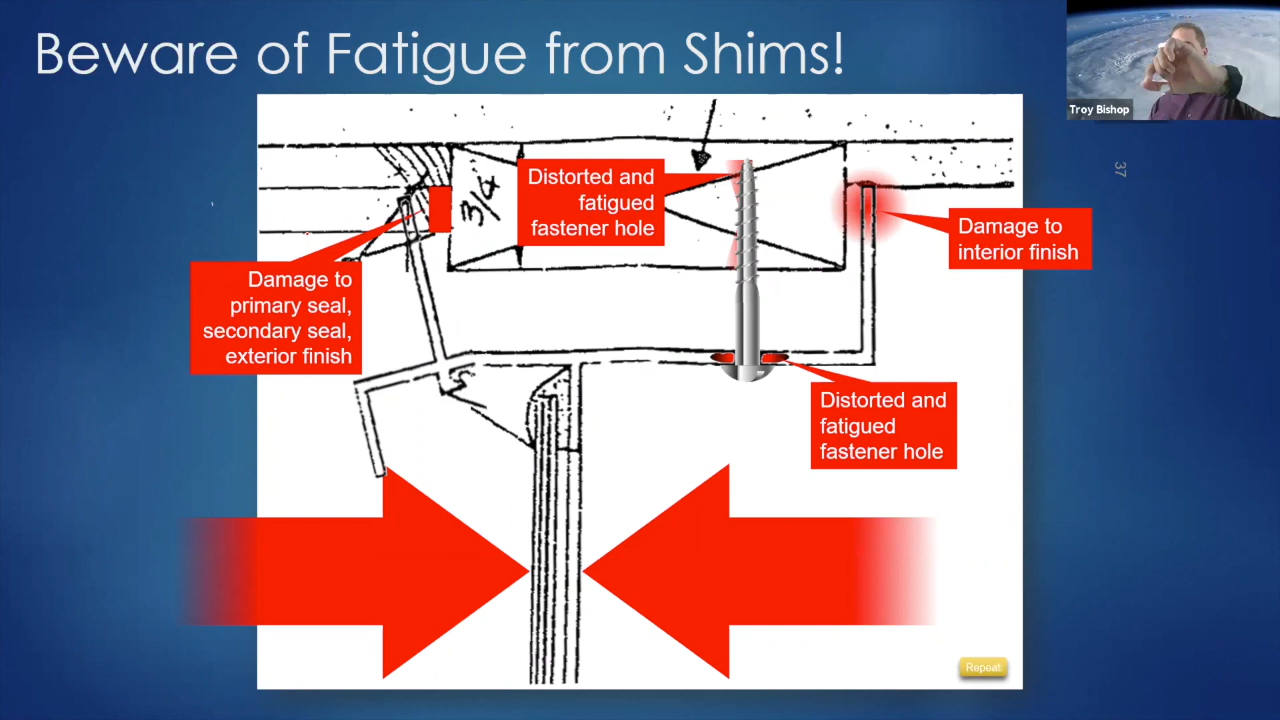 Beware of Fatigue from Shims!
Troy Bishop
37
3/4
Distorted and
fatigued
fastener hole
Damage to
interior finish
Damage to
primary seal,
secondary seal,
exterior finish
Distorted and
fatigued
fastener hole
Repeat